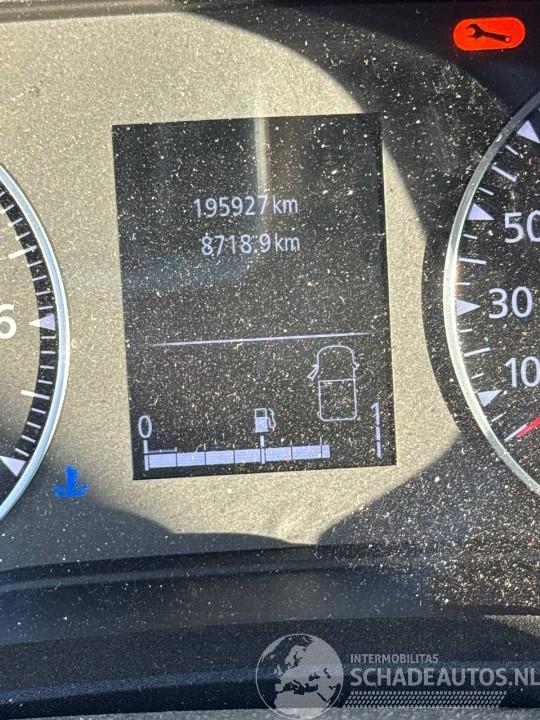 195927 km
8718.9 km
6
50
30
10
0
1
INTERMOBILITAS
SCHADEAUTOS.NL